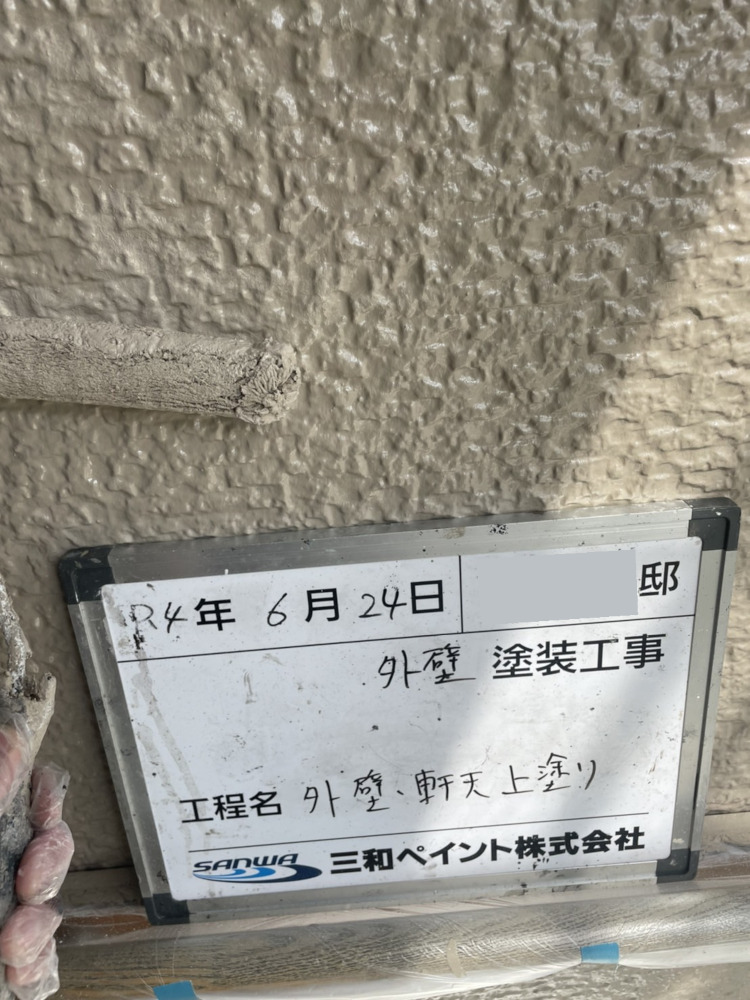 R4年 6月24日 邸
外壁 塗装工事
工程名 外壁、軒天上塗り
SANWA 三和ペイント株式会社